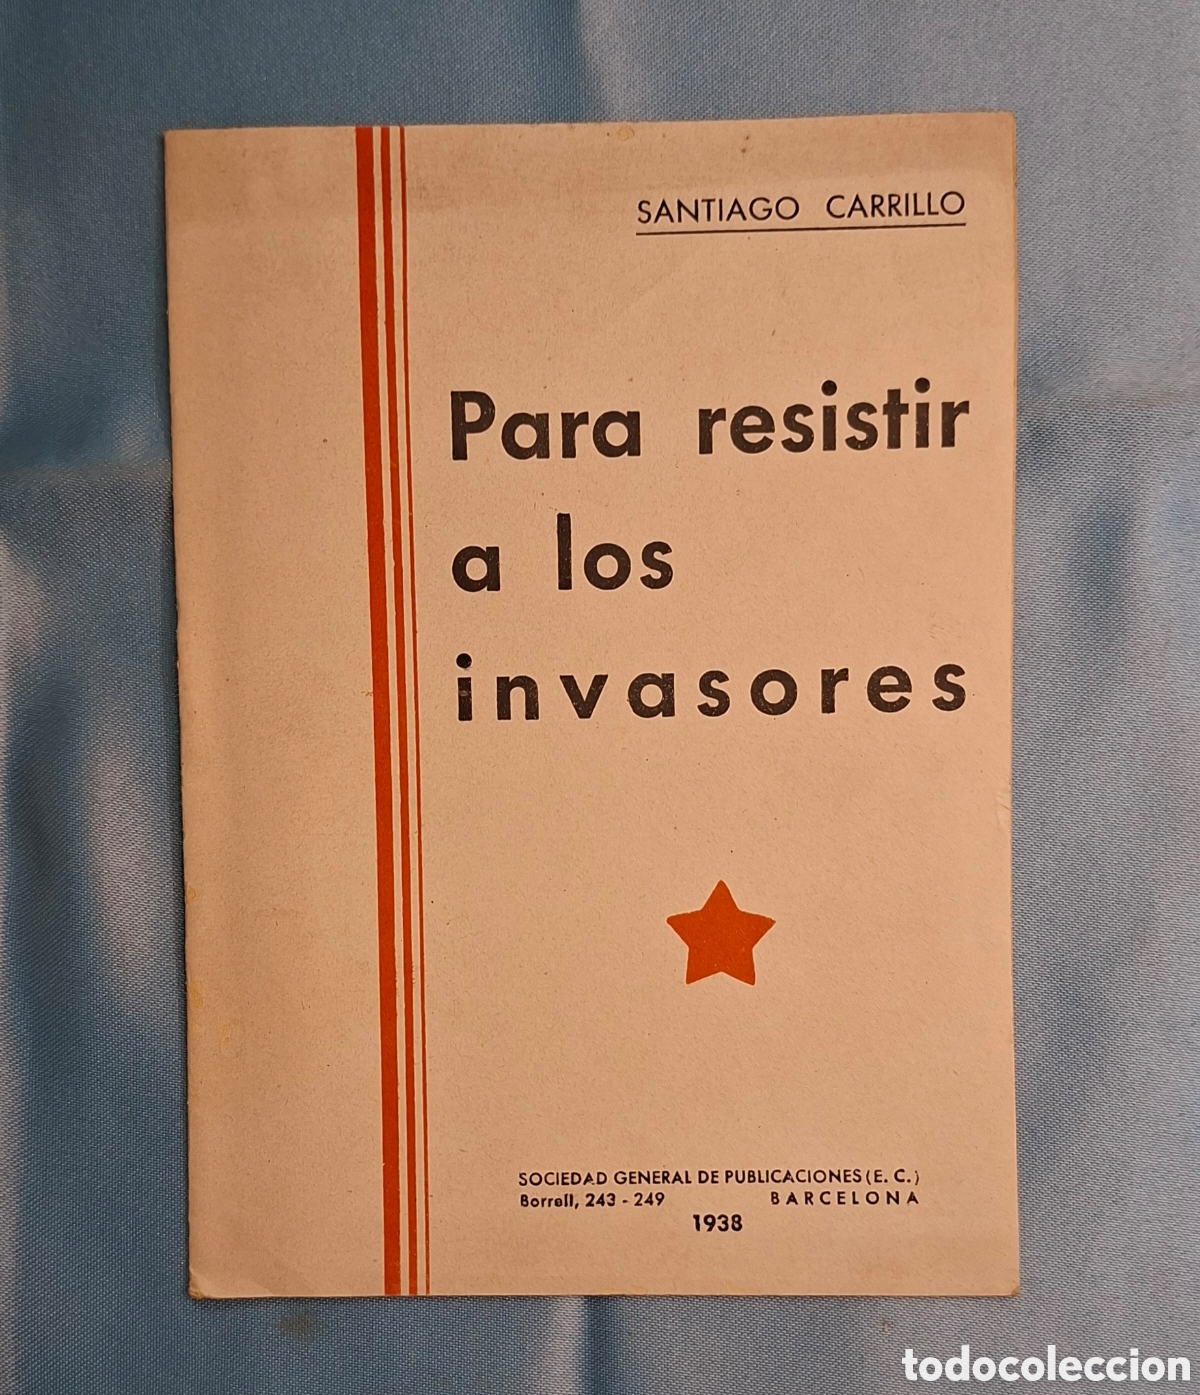 SANTIAGO CARRILLO
Para resistir
a los
invasores
SOCIEDAD GENERAL DE PUBLICACIONES (E. C.)
Borrell, 243 - 249 BARCELONA
1938
todocoleccion